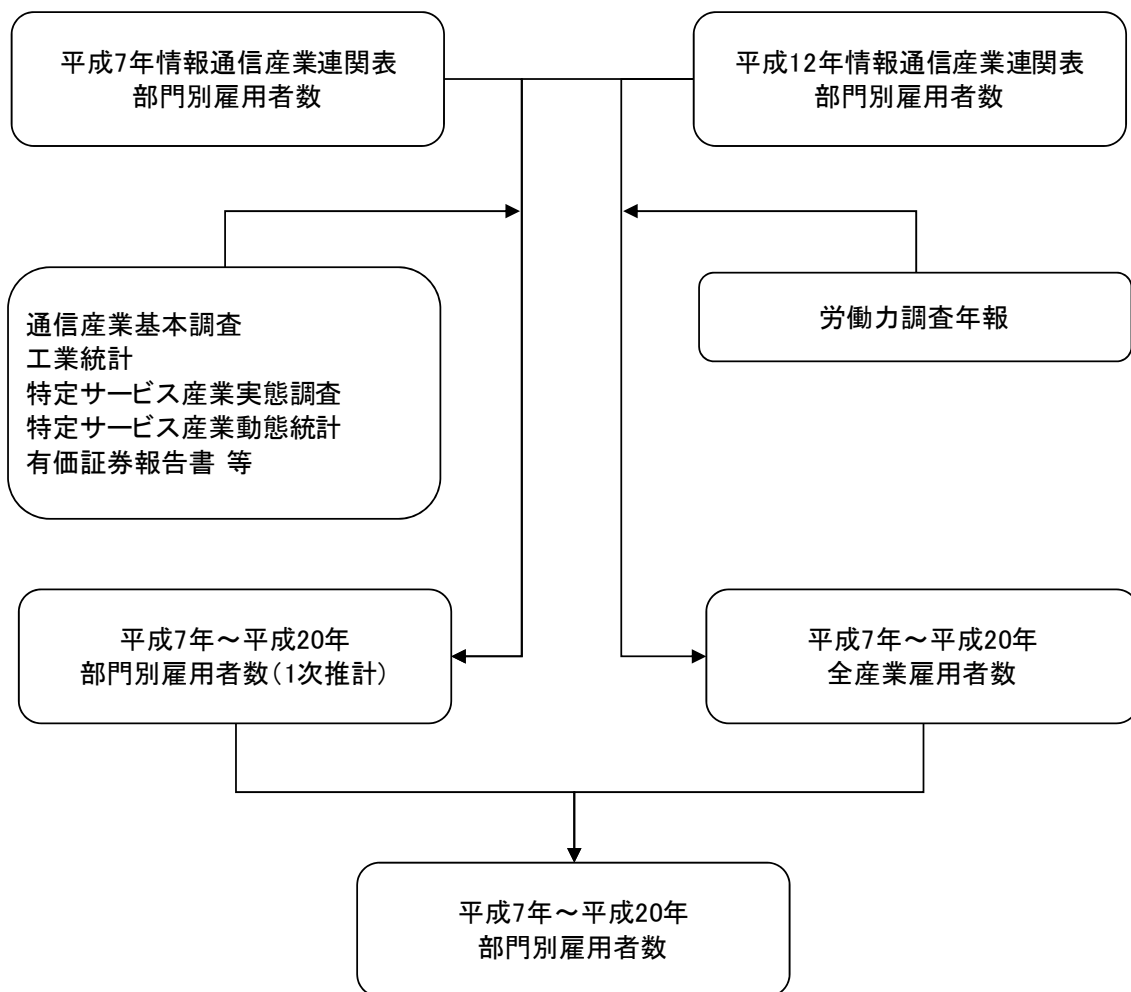 平成7年情報通信産業連関表
部門別雇用者数
平成12年情報通信産業連関表
部門別雇用者数
通信産業基本調査
工業統計
特定サービス産業実態調査
特定サービス産業動態統計
有価証券報告書 等
労働力調査年報
平成7年～平成20年
部門別雇用者数(1次推計)
平成7年～平成20年
全産業雇用者数
平成7年～平成20年
部門別雇用者数